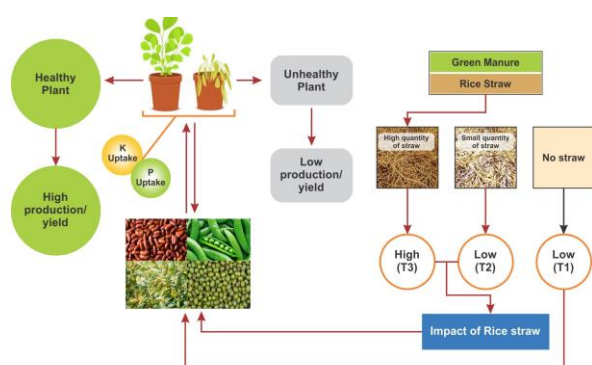 Healthy
Plant
High
production/
yield
K
Uptake
P
Uptake
Unhealthy
Plant
Low
production/
yield
Green Manure
Rice Straw
High quantity
of straw
Small quantity
of straw
No straw
High
(T3)
Low
(T2)
Low
(T1)
Impact of Rice straw